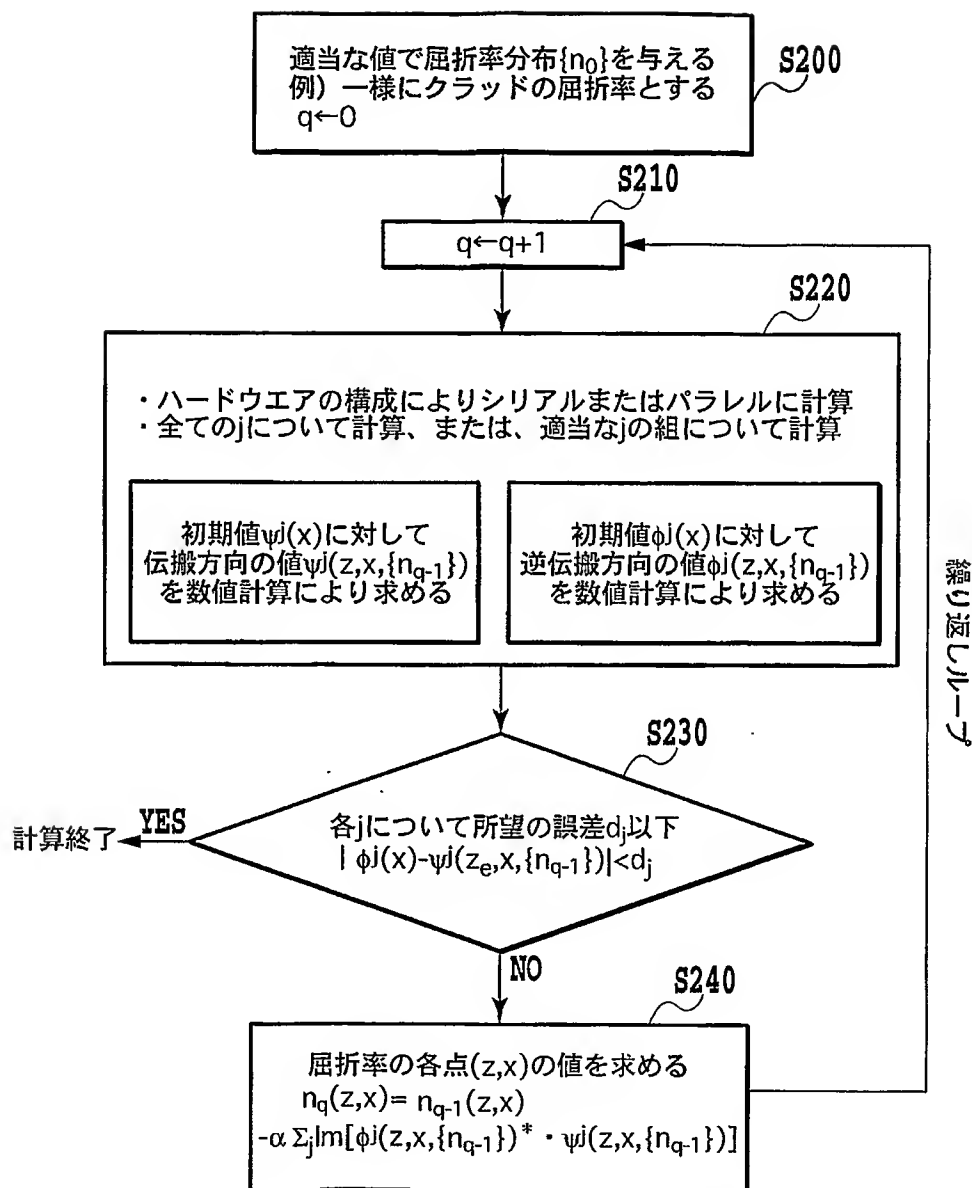 適当な値で屈折率分布{n₀}を与える
例）一様にクラッドの屈折率とする
q←0
S200
S210
q←q+1
S220
・ハードウエアの構成によりシリアルまたはパラレルに計算
・全てのjについて計算、または、適当なjの組について計算
初期値ψʲ(x)に対して
伝搬方向の値ψʲ(z,x,{n_{q-1}})
を数値計算により求める
初期値ϕʲ(x)に対して
逆伝搬方向の値ϕʲ(z,x,{n_{q-1}})
を数値計算により求める
繰り返しループ
S230
各jについて所望の誤差dⱼ以下
| ϕʲ(x)-ψʲ(zₑ,x,{n_{q-1}})|<dⱼ
YES
計算終了
NO
S240
屈折率の各点(z,x)の値を求める
n_q(z,x)= n_{q-1}(z,x)
-α ΣⱼIm[ϕʲ(z,x,{n_{q-1}})*・ψʲ(z,x,{n_{q-1}})]